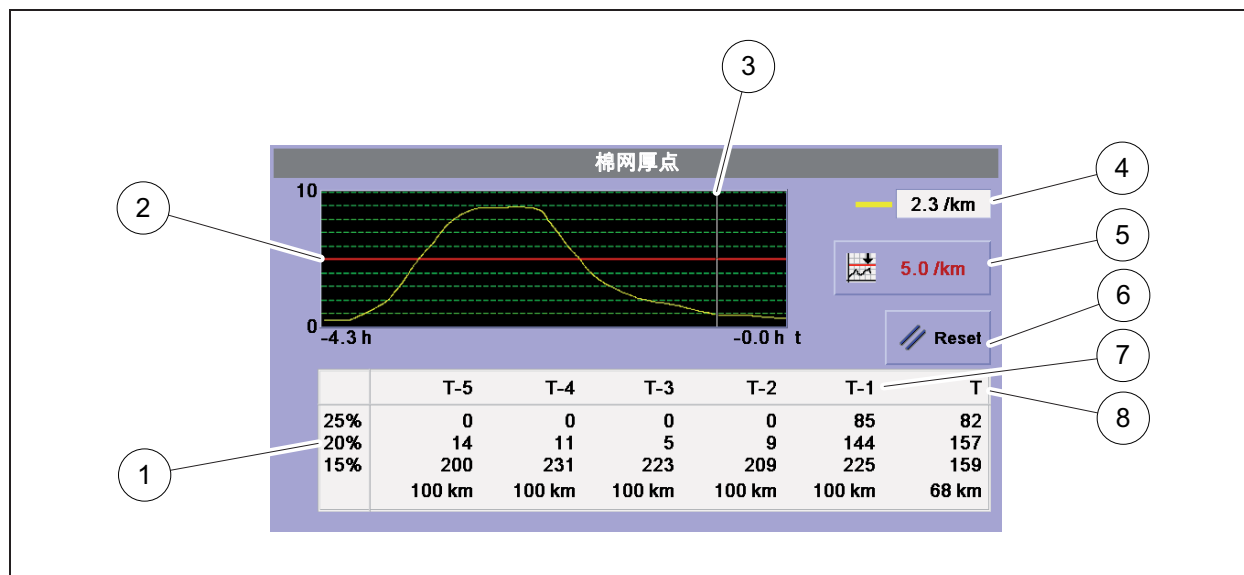 3
棉网厚点
10
2.3 /km
4
2
5.0 /km
5
0
-4.3 h
-0.0 h t
Reset
6
7
T-5 T-4 T-3 T-2 T-1 T
8
25% 0 0 0 0 85 82
20% 14 11 5 9 144 157
15% 200 231 223 209 225 159
1
100 km 100 km 100 km 100 km 100 km 68 km